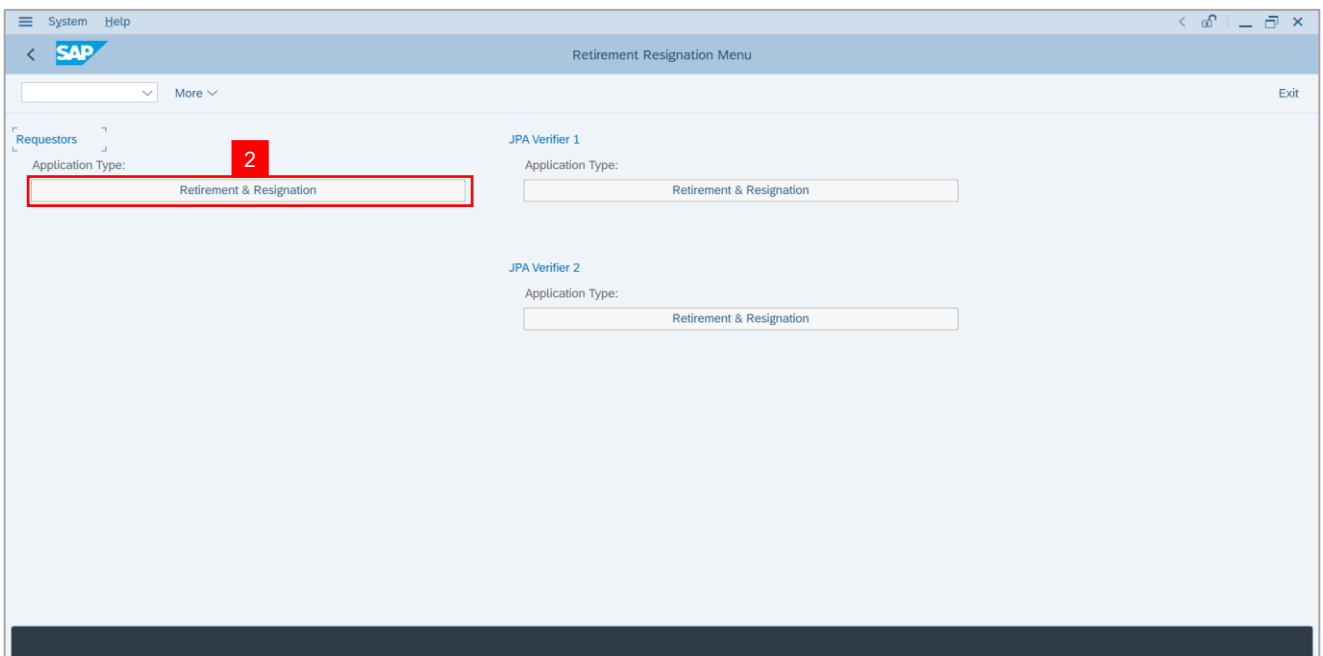 System Help
SAP
Retirement Resignation Menu
More
Exit
Requestors
2
Application Type:
Retirement & Resignation
JPA Verifier 1
Application Type:
Retirement & Resignation
JPA Verifier 2
Application Type:
Retirement & Resignation